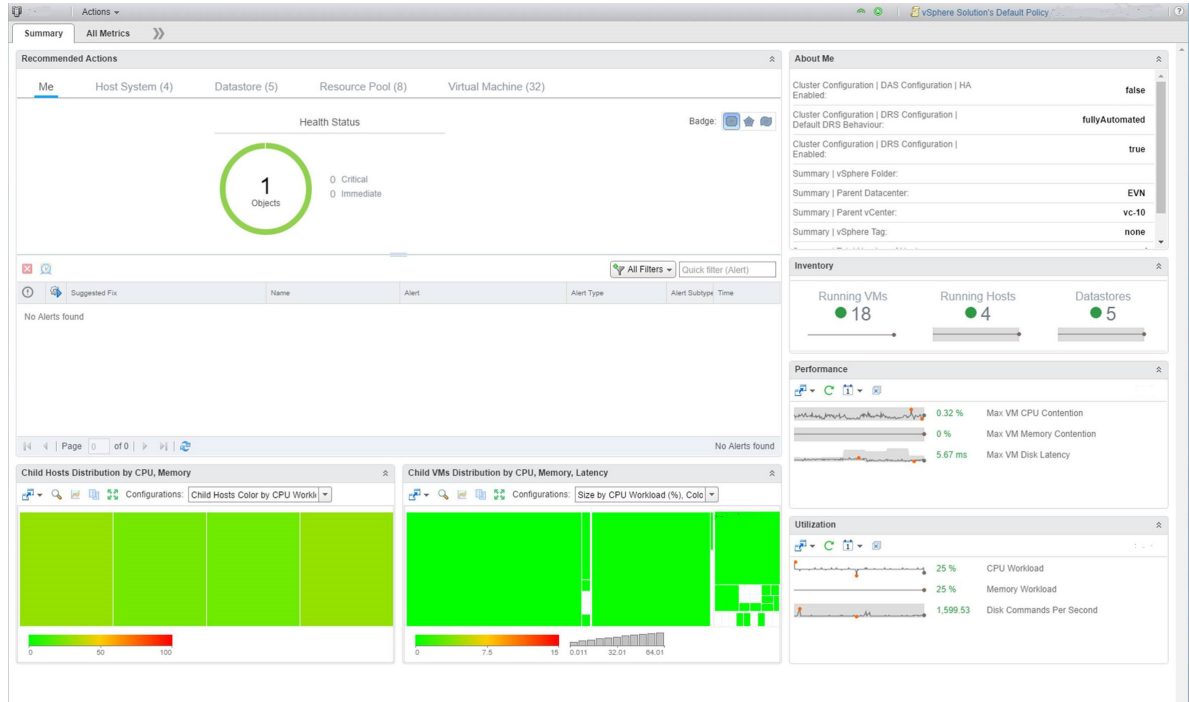 Actions
vSphere Solution's Default Policy
Summary
All Metrics
Recommended Actions
Me
Host System (4)
Datastore (5)
Resource Pool (8)
Virtual Machine (32)
Health Status
Badge:
1
Objects
0 Critical
0 Immediate
All Filters
Quick filter (Alert)
Suggested Fix
Name
Alert
Alert Type
Alert Subtype
Time
No Alerts found
Page 0 of 0
No Alerts found
Child Hosts Distribution by CPU, Memory
Configurations: Child Hosts Color by CPU Workl
0 50 100
Child VMs Distribution by CPU, Memory, Latency
Configurations: Size by CPU Workload (%), Colo
0 7.5 15
0.011 32.01 64.01
About Me
Cluster Configuration | DAS Configuration | HA
Enabled:
false
Cluster Configuration | DRS Configuration |
Default DRS Behaviour:
fullyAutomated
Cluster Configuration | DRS Configuration |
Enabled:
true
Summary | vSphere Folder:
Summary | Parent Datacenter: EVN
Summary | Parent vCenter: vc-10
Summary | vSphere Tag: none
Inventory
Running VMs
18
Running Hosts
4
Datastores
5
Performance
0.32 % Max VM CPU Contention
0 % Max VM Memory Contention
5.67 ms Max VM Disk Latency
Utilization
25 % CPU Workload
25 % Memory Workload
1,599.53 Disk Commands Per Second